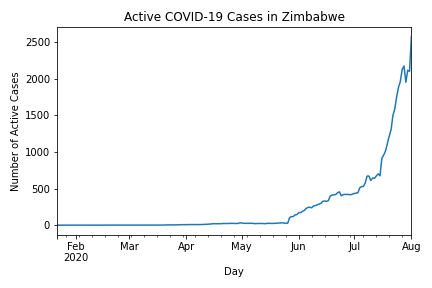 Active COVID-19 Cases in Zimbabwe
Number of Active Cases
2500
2000
1500
1000
500
0
Feb Mar Apr May Jun Jul Aug
2020
Day